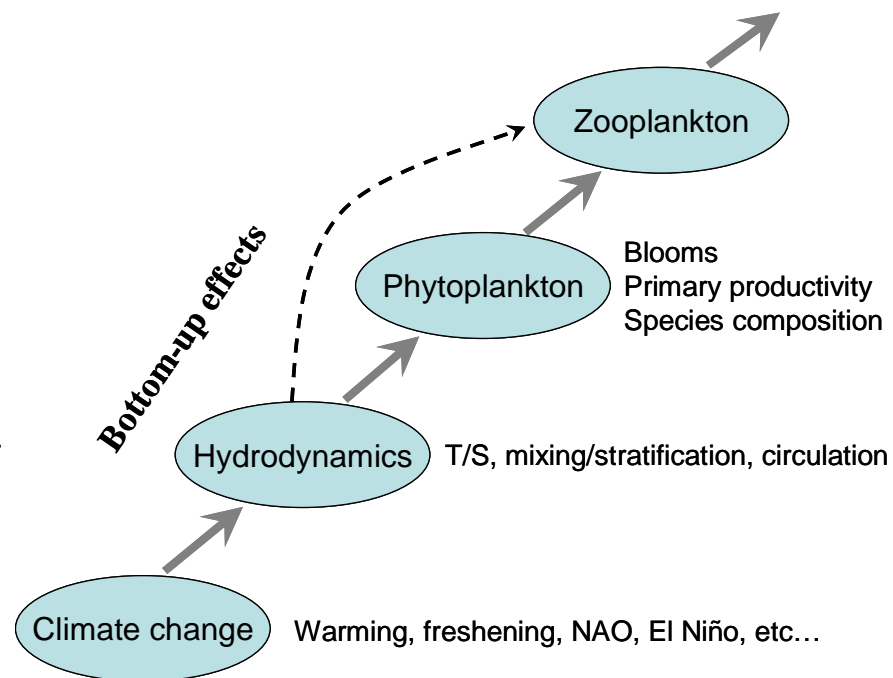 Zooplankton
Blooms
Phytoplankton
Primary productivity
Species composition
Bottom-up effects
Hydrodynamics
T/S, mixing/stratification, circulation
Climate change
Warming, freshening, NAO, El Niño, etc…